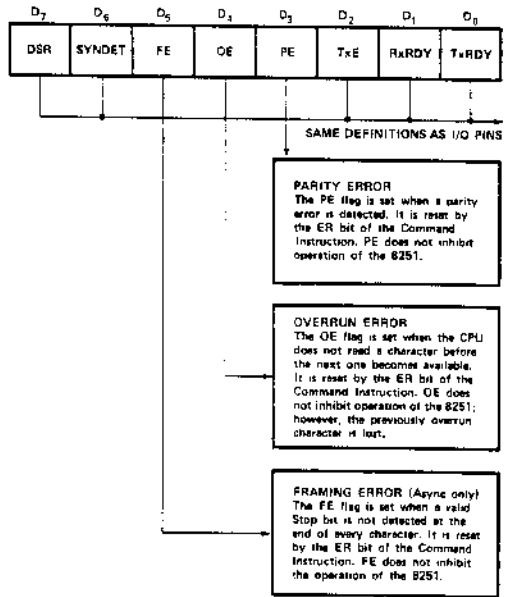 D7 D6 D5 D4 D3 D2 D1 D0
DSR SYNDET FE OE PE TxE RxRDY TxRDY
SAME DEFINITIONS AS I/O PINS
PARITY ERROR
The PE flag is set when a parity
error is detected. It is reset by
the ER bit of the Command
Instruction. PE does not inhibit
operation of the 8251.
OVERRUN ERROR
The OE flag is set when the CPU
does not read a character before
the next one becomes available.
It is reset by the ER bit of the
Command Instruction. OE does
not inhibit operation of the 8251;
however, the previously overrun
character is lost.
FRAMING ERROR (Async only)
The FE flag is set when a valid
Stop bit is not detected at the
end of every character. It is reset
by the ER bit of the Command
Instruction. FE does not inhibit
the operation of the 8251.